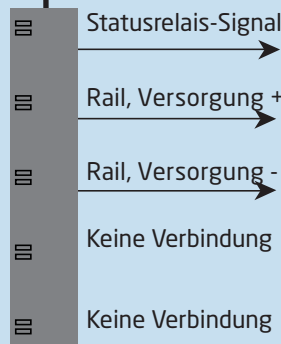 Statusrelais-Signal
Rail, Versorgung +
Rail, Versorgung -
Keine Verbindung
Keine Verbindung